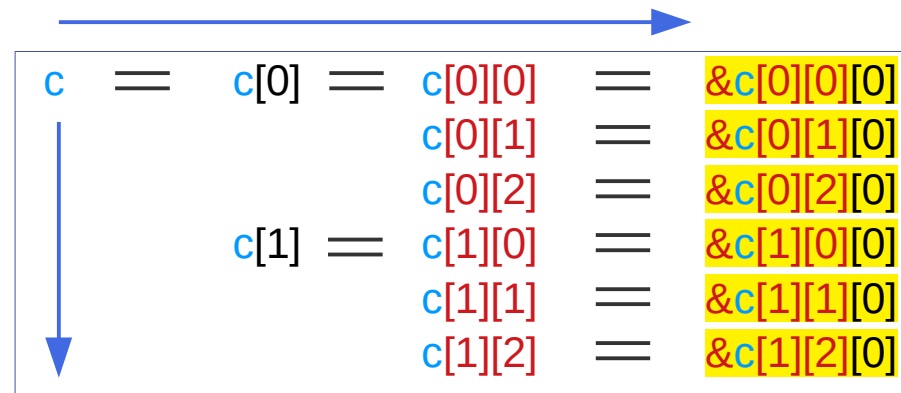 c = c[0] = c[0][0] = &c[0][0][0]
c[0][1] = &c[0][1][0]
c[0][2] = &c[0][2][0]
c[1] = c[1][0] = &c[1][0][0]
c[1][1] = &c[1][1][0]
c[1][2] = &c[1][2][0]